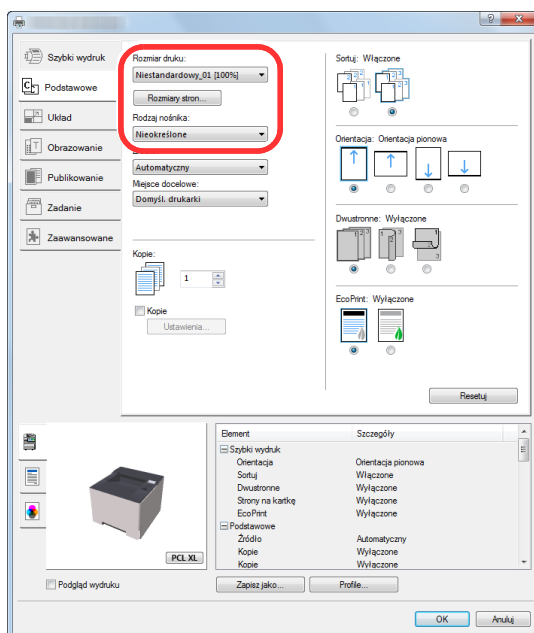 Szybki wydruk
Podstawowe
Układ
Obrazowanie
Publikowanie
Zadanie
Zaawansowane
Rozmiar druku:
Niestandardowy_01 [100%]
Rozmiary stron...
Rodzaj nośnika:
Nieokreślone
Automatyczny
Miejsce docelowe:
Domyśl. drukarki
Kopie:
1
Kopie
Ustawienia...
Sortuj: Włączone
Orientacja: Orientacja pionowa
Dwustronne: Wyłączone
EcoPrint: Wyłączone
Resetuj
PCL XL
Podgląd wydruku
Element Szczegóły
Szybki wydruk
Orientacja Orientacja pionowa
Sortuj Włączone
Dwustronne Wyłączone
Strony na kartkę Wyłączone
EcoPrint Wyłączone
Podstawowe
Źródło Automatyczny
Kopie Wyłączone
Kopie Wyłączone
Zapisz jako... Profile...
OK Anuluj